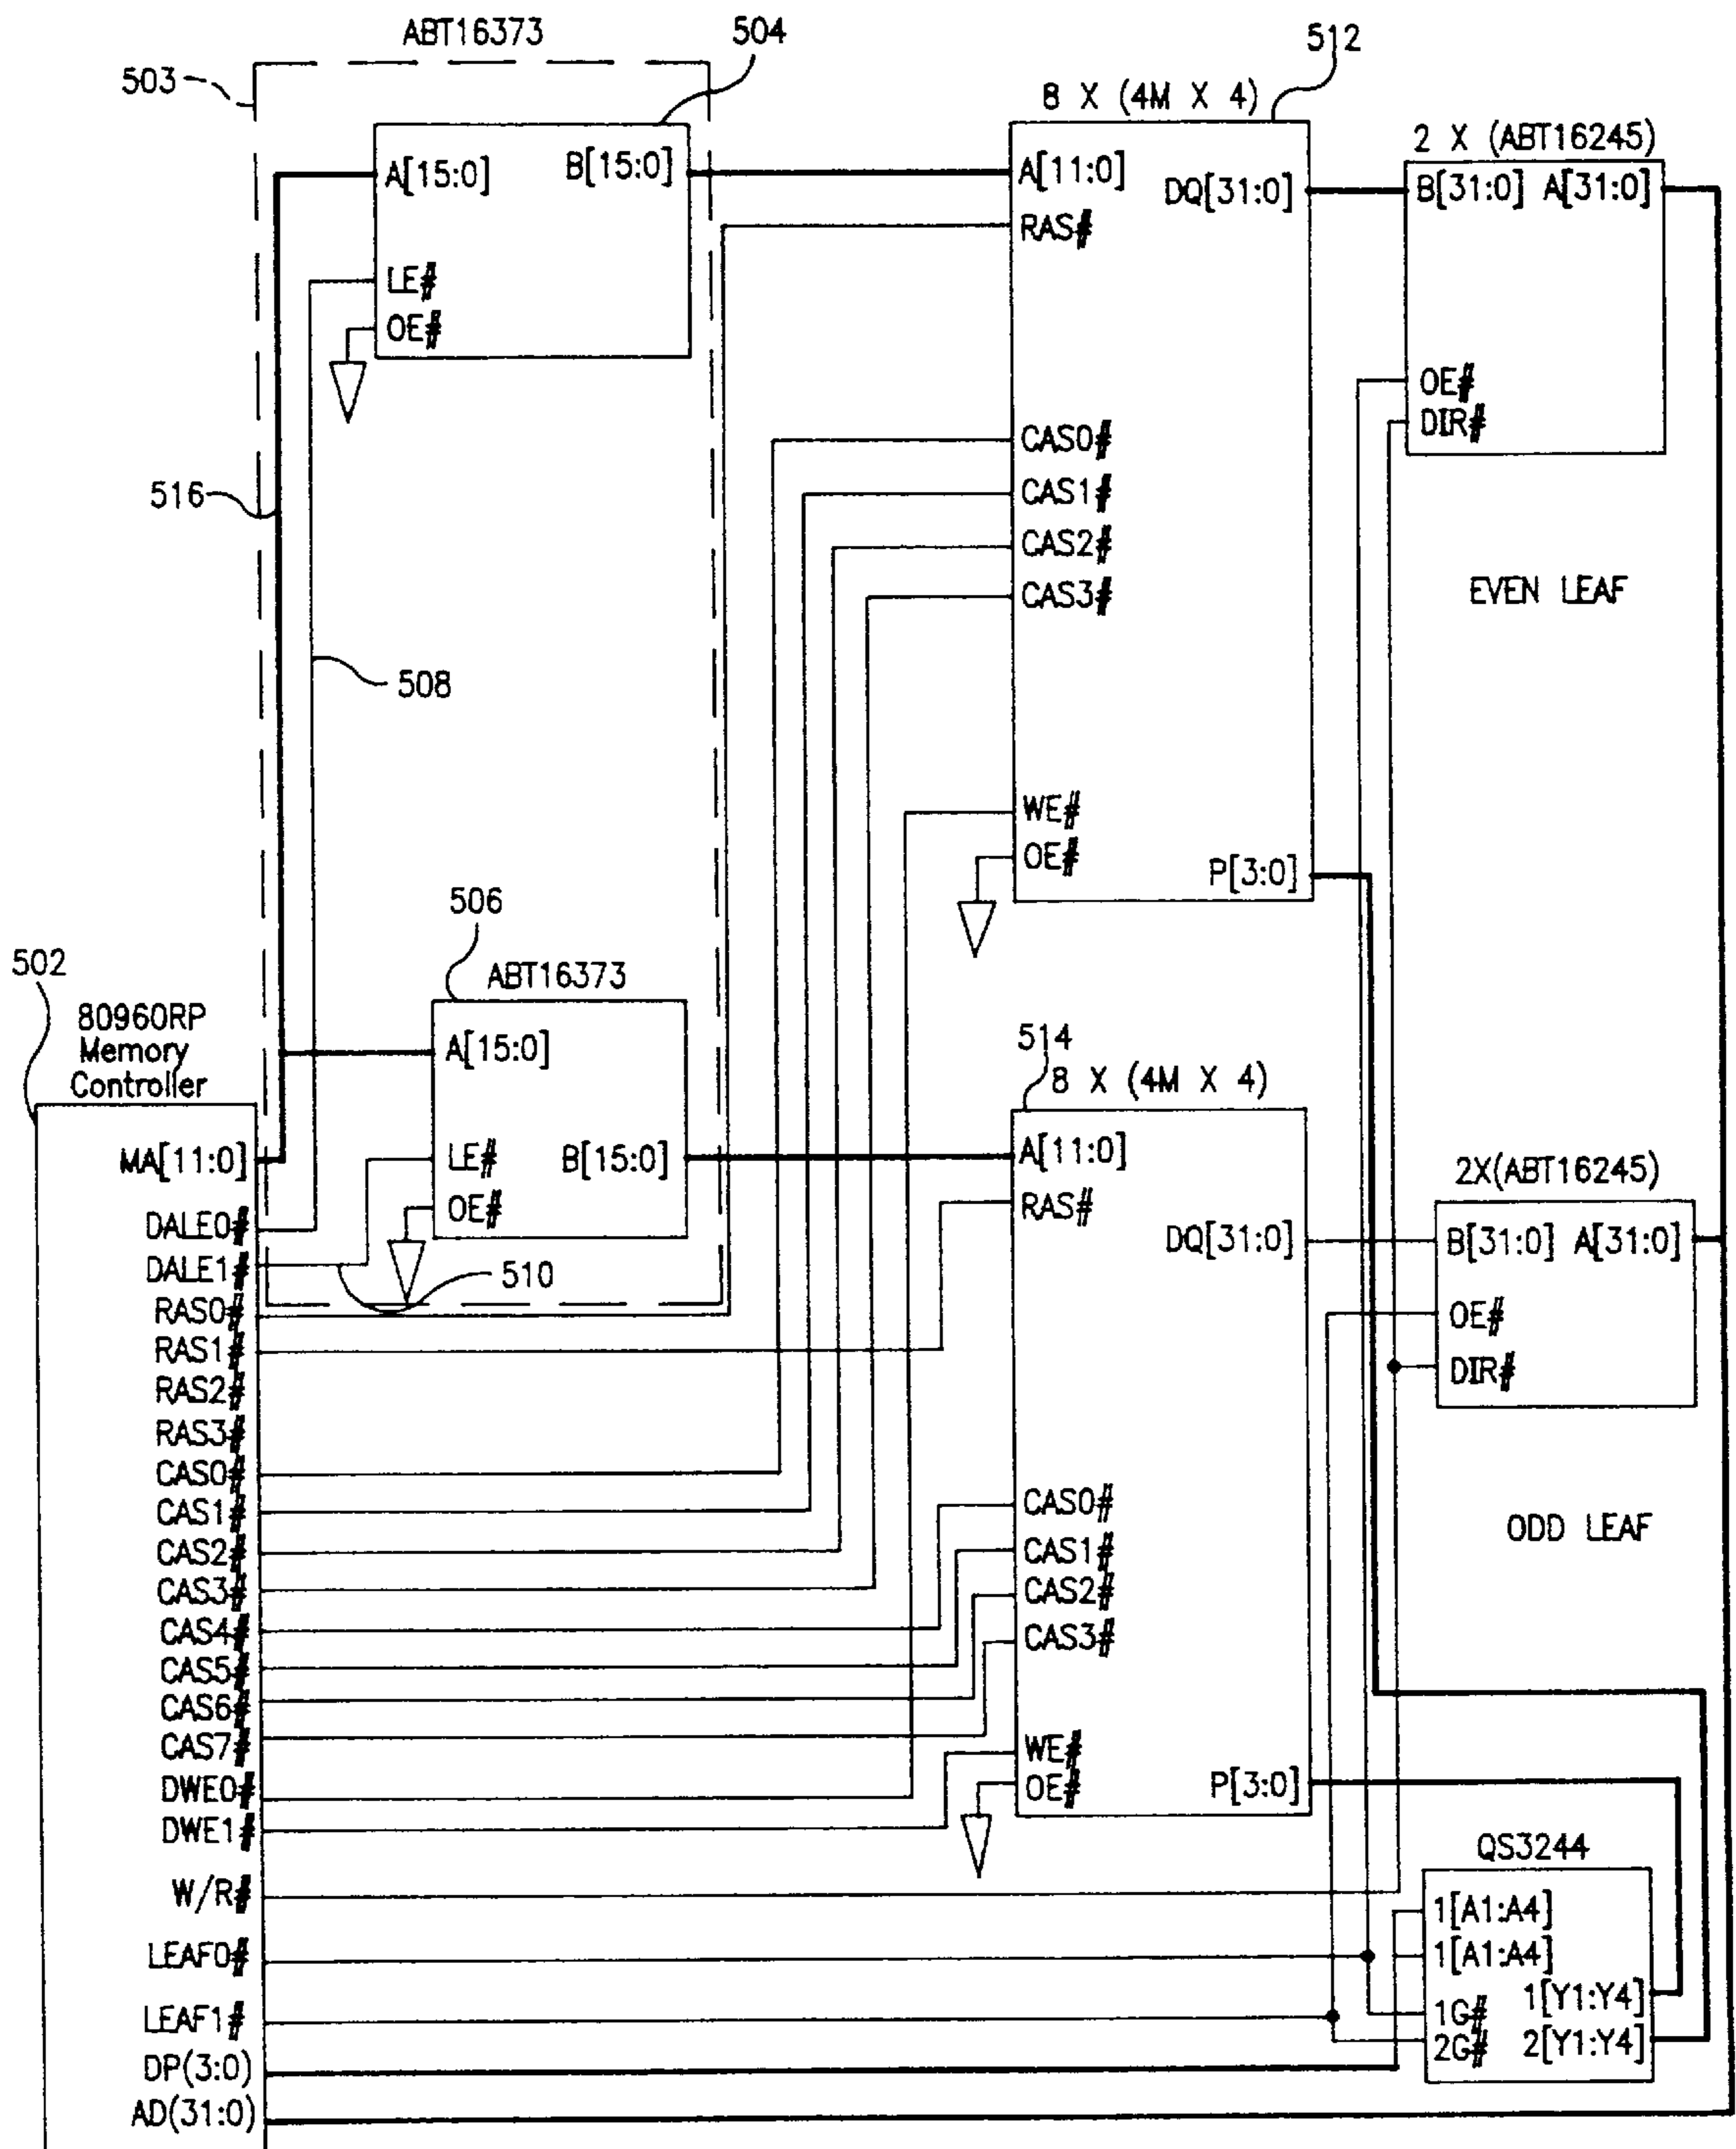 ABT16373
504
503
A[15:0]
B[15:0]
LE#
OE#
516
508
512
8 X (4M X 4)
A[11:0]
DQ[31:0]
RAS#
CAS0#
CAS1#
CAS2#
CAS3#
WE#
OE#
P[3:0]
2 X (ABT16245)
B[31:0] A[31:0]
OE#
DIR#
EVEN LEAF
506
ABT16373
A[15:0]
LE#
B[15:0]
OE#
510
502
80960RP
Memory
Controller
MA[11:0]
DALE0#
DALE1#
RAS0#
RAS1#
RAS2#
RAS3#
CAS0#
CAS1#
CAS2#
CAS3#
CAS4#
CAS5#
CAS6#
CAS7#
DWE0#
DWE1#
W/R#
LEAF0#
LEAF1#
DP(3:0)
AD(31:0)
514
8 X (4M X 4)
A[11:0]
RAS#
DQ[31:0]
CAS0#
CAS1#
CAS2#
CAS3#
WE#
OE#
P[3:0]
2X(ABT16245)
B[31:0] A[31:0]
OE#
DIR#
ODD LEAF
QS3244
1[A1:A4]
1[A1:A4]
1[Y1:Y4]
1G#
2G#
2[Y1:Y4]